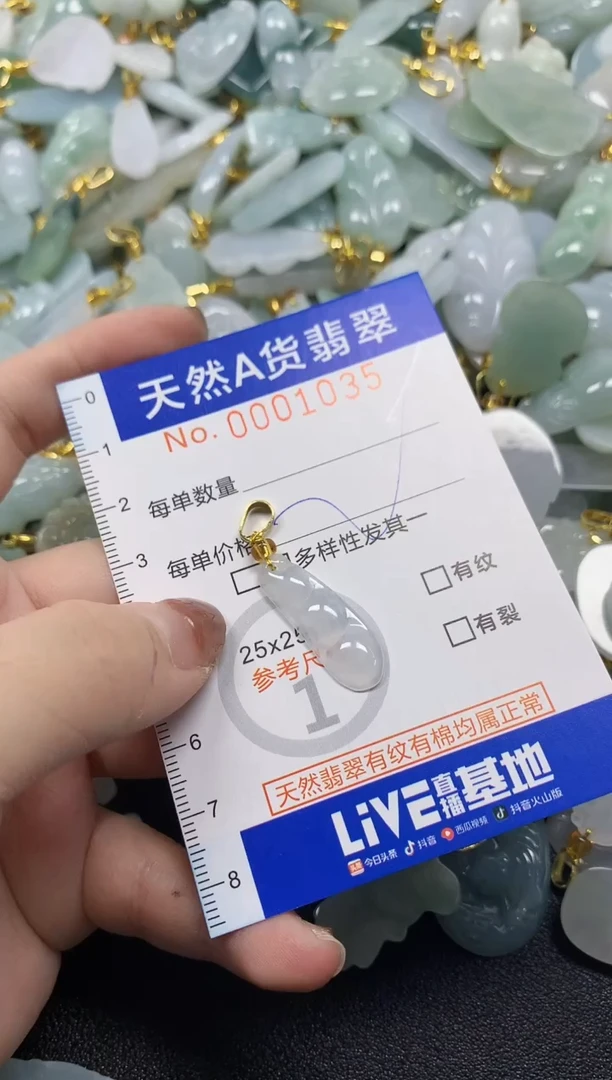 天然A货翡翠
No. 0001035
0
1
2
3
6
7
8
每单数量
每单价格
多样性发其一
有纹
有裂
25x25
参考尺
1
天然翡翠有纹有棉均属正常
LiVE直播基地
今日头条 抖音 西瓜视频 抖音火山版